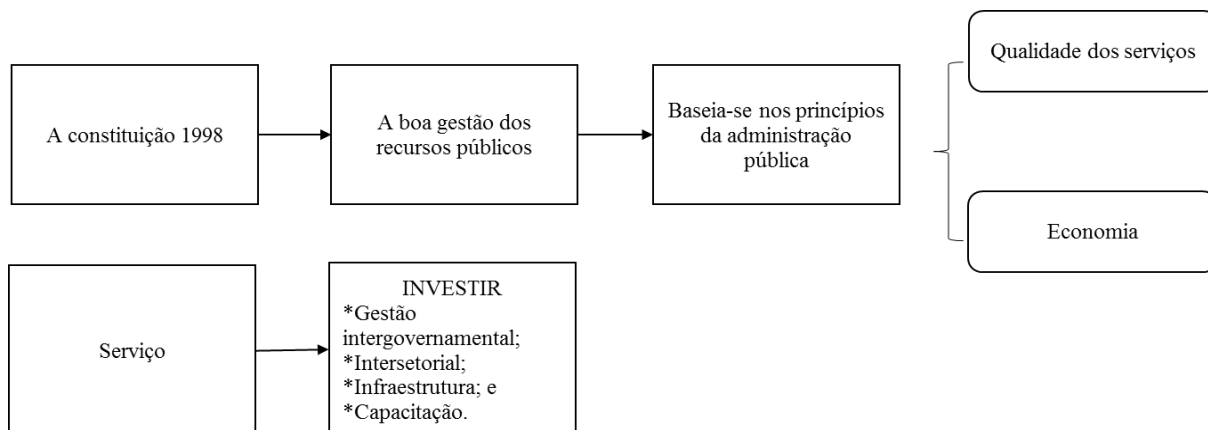 A constituição 1998
A boa gestão dos
recursos públicos
Baseia-se nos princípios
da administração
pública
Qualidade dos serviços
Economia
Serviço
INVESTIR
*Gestão
intergovernamental;
*Intersetorial;
*Infraestrutura; e
*Capacitação.